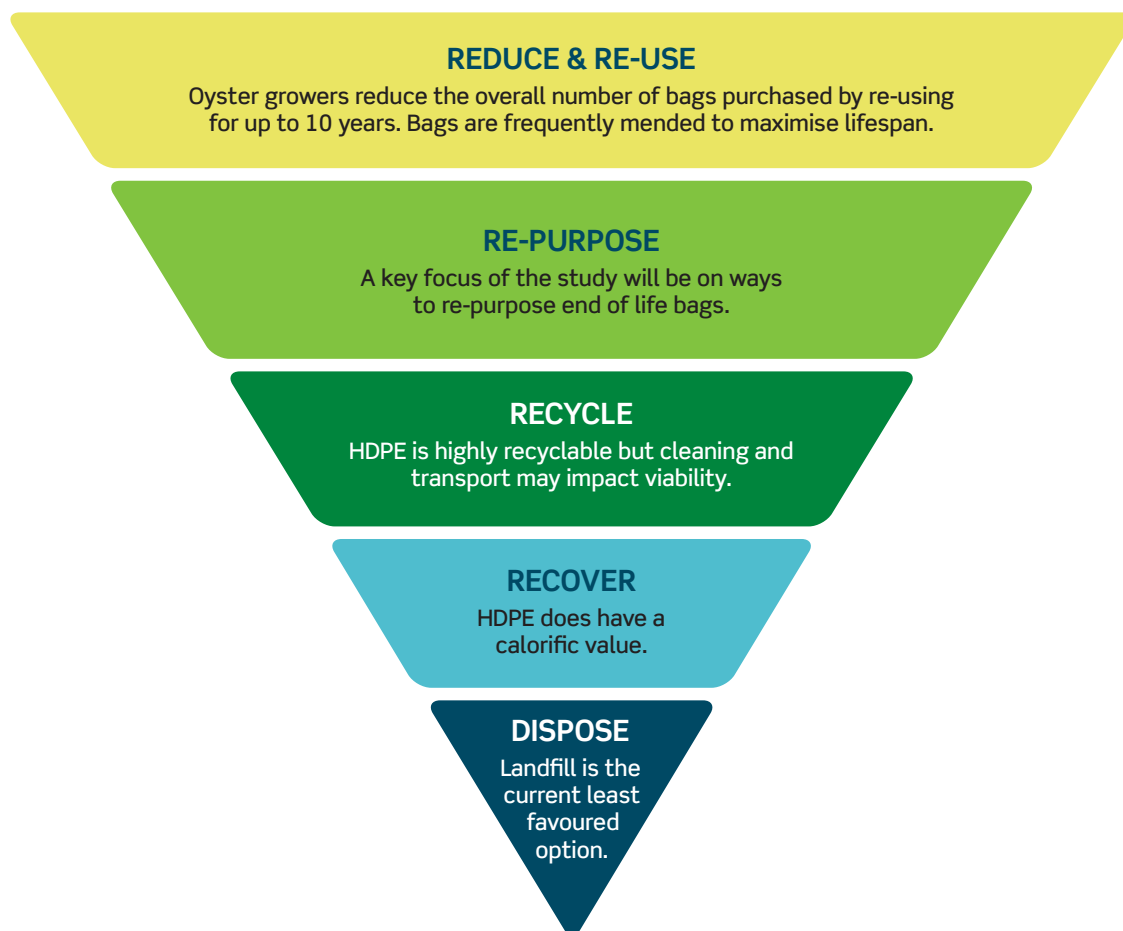 REDUCE & RE-USE
Oyster growers reduce the overall number of bags purchased by re-using
for up to 10 years. Bags are frequently mended to maximise lifespan.
RE-PURPOSE
A key focus of the study will be on ways
to re-purpose end of life bags.
RECYCLE
HDPE is highly recyclable but cleaning and
transport may impact viability.
RECOVER
HDPE does have a
calorific value.
DISPOSE
Landfill is the
current least
favoured
option.